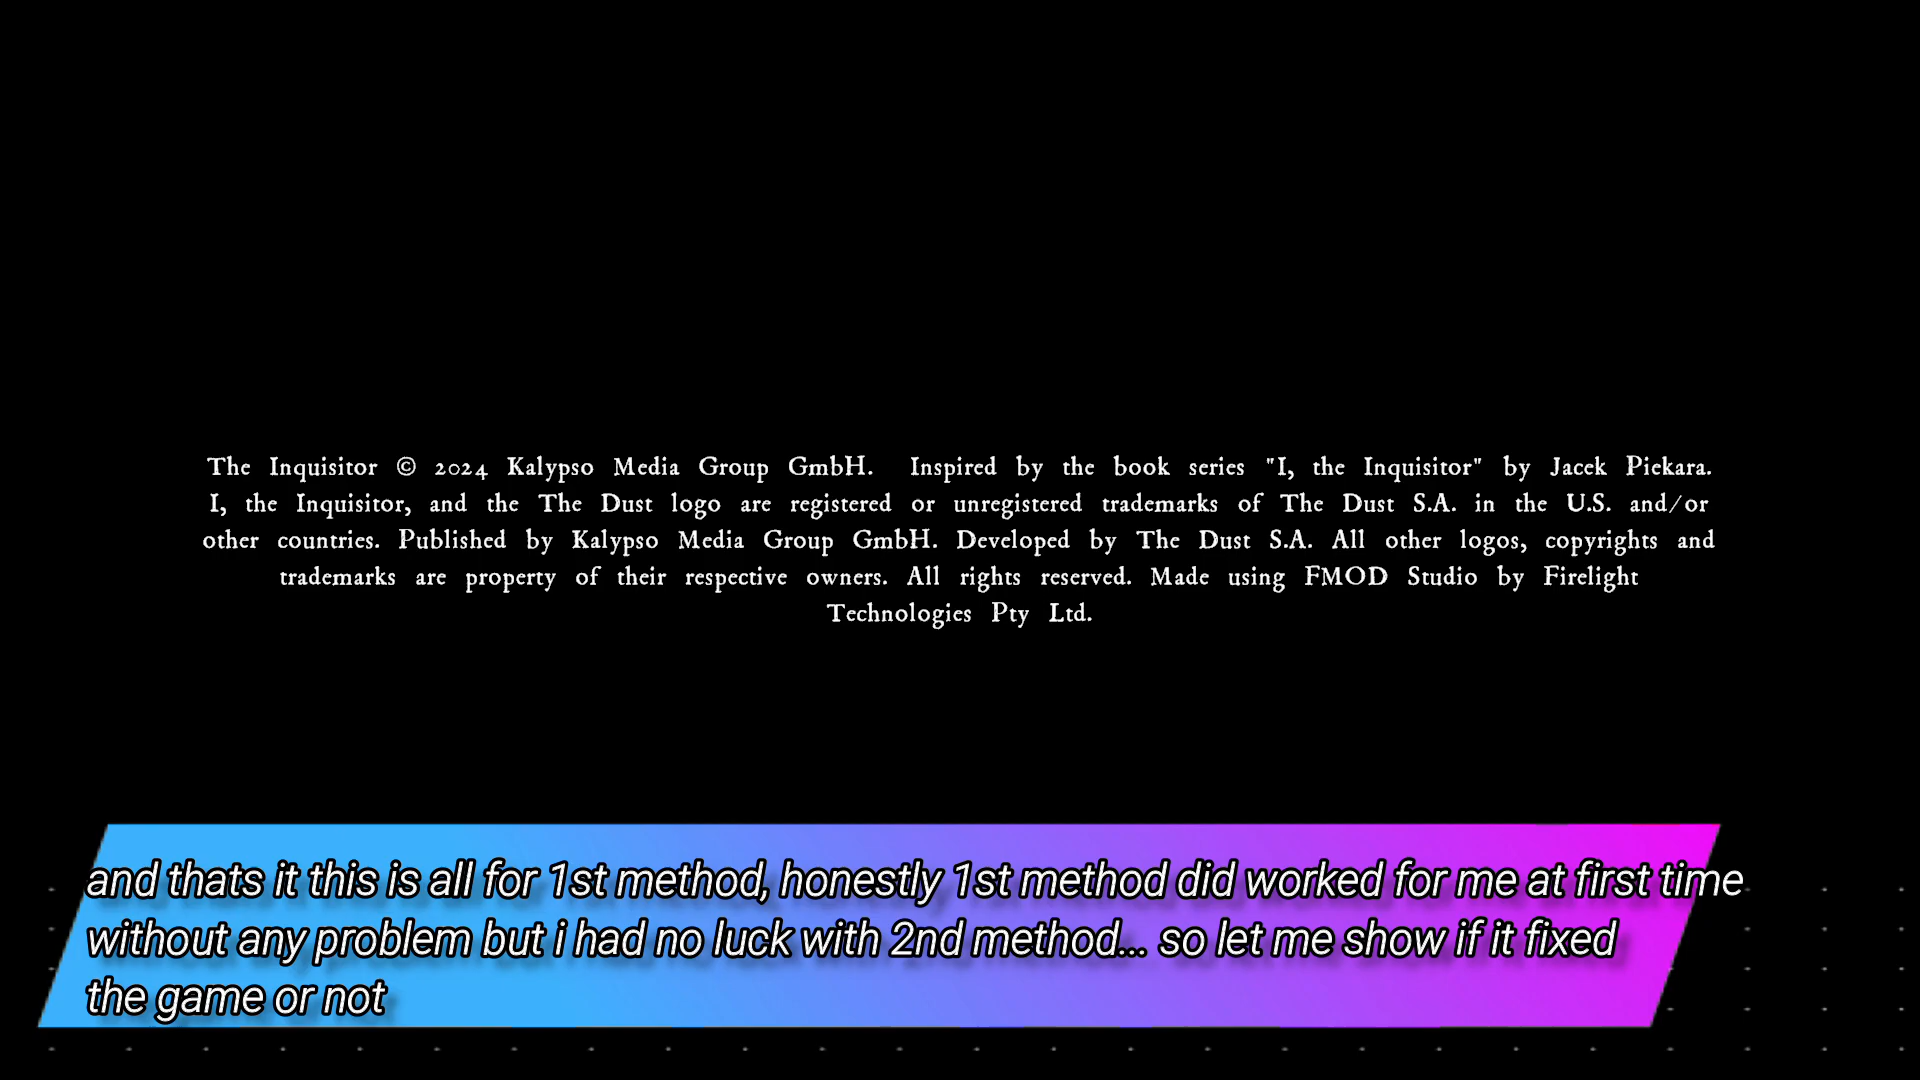 The Inquisitor © 2024 Kalypso Media Group GmbH. Inspired by the book series "I, the Inquisitor" by Jacek Piekara.
I, the Inquisitor, and the The Dust logo are registered or unregistered trademarks of The Dust S.A. in the U.S. and/or
other countries. Published by Kalypso Media Group GmbH. Developed by The Dust S.A. All other logos, copyrights and
trademarks are property of their respective owners. All rights reserved. Made using FMOD Studio by Firelight
Technologies Pty Ltd.
and thats it this is all for 1st method, honestly 1st method did worked for me at first time
without any problem but i had no luck with 2nd method... so let me show if it fixed
the game or not